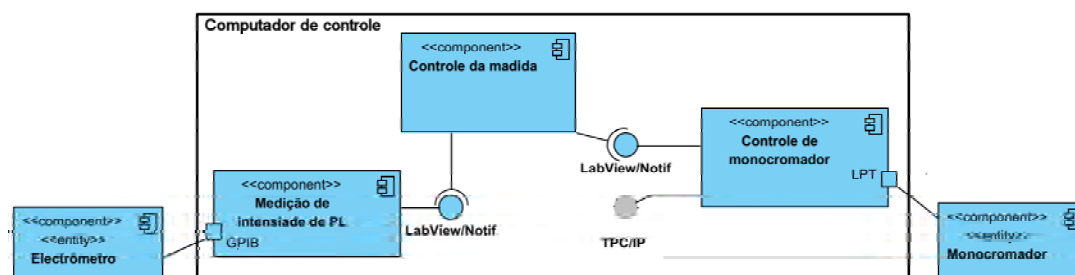 Computador de controle
<<component>>
Controle da madida
<<component>>
Controle de
monocromador
LPT
LabView/Notif
<<component>>
Medição de
intensiade de PL
GPIB
LabView/Notif
TPC/IP
<<component>>
<<entity>>
Electrômetro
<<component>>
<<entity>>
Monocromador